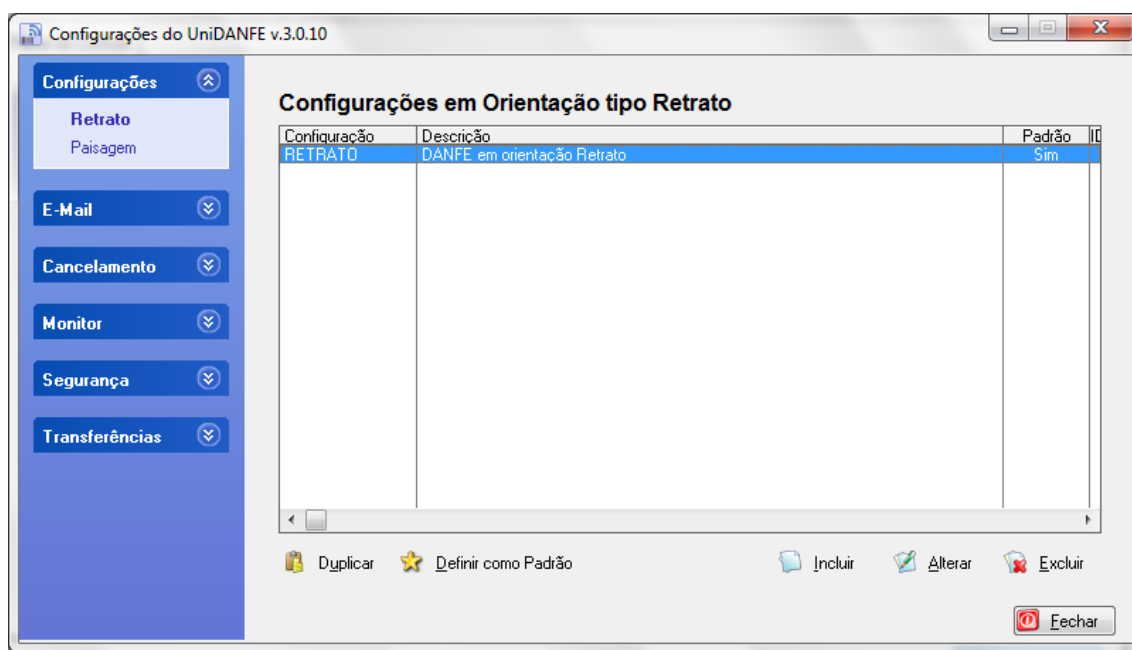 Configurações do UniDANFE v.3.0.10
Configurações
Retrato
Paisagem
E-Mail
Cancelamento
Monitor
Segurança
Transferências
Configurações em Orientação tipo Retrato
Configuração Descrição Padrão ID
RETRATO DANFE em orientação Retrato Sim
Duplicar Definir como Padrão Incluir Alterar Excluir
Fechar